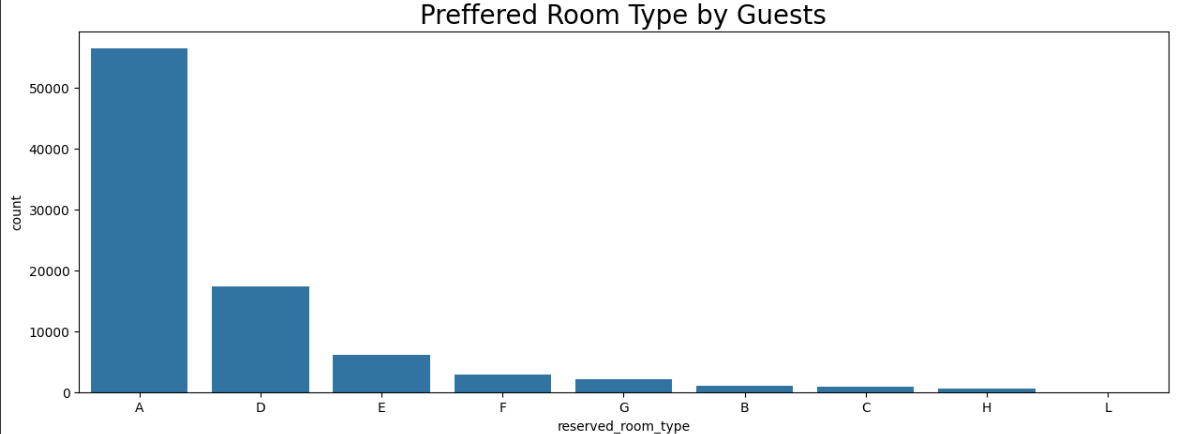 Preffered Room Type by Guests
50000
40000
30000
20000
10000
0
count
A D E F G B C H L
reserved_room_type